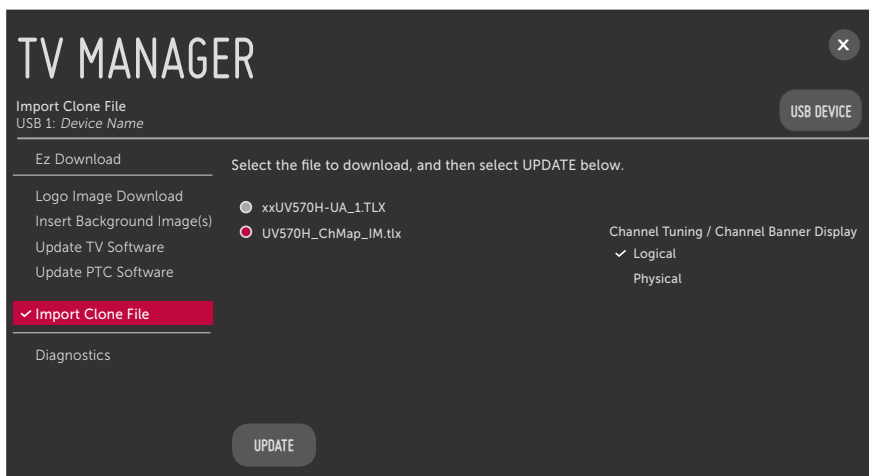 TV MANAGER
X
Import Clone File
USB 1: Device Name
USB DEVICE
Ez Download
Logo Image Download
Insert Background Image(s)
Update TV Software
Update PTC Software
Import Clone File
Diagnostics
Select the file to download, and then select UPDATE below.
xxUV570H-UA_1.TLX
UV570H_ChMap_IM.tlx
Channel Tuning / Channel Banner Display
Logical
Physical
UPDATE